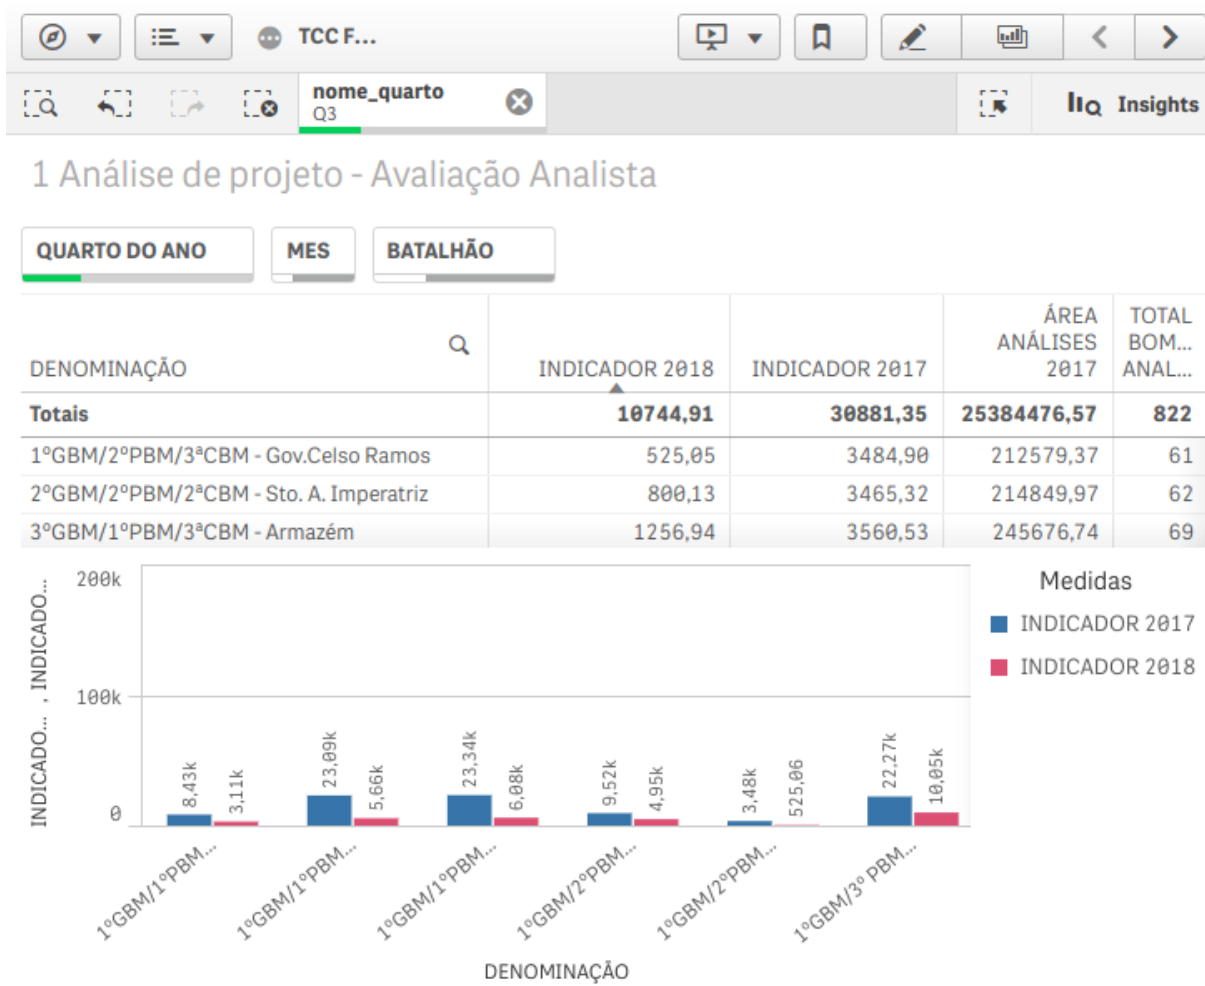 TCC F...
nome_quarto
Q3
Insights
1 Análise de projeto - Avaliação Analista
QUARTO DO ANO MES BATALHÃO
DENOMINAÇÃO INDICADOR 2018 INDICADOR 2017 ÁREA ANÁLISES 2017 TOTAL BOM... ANAL...
Totais 10744,91 30881,35 25384476,57 822
1ºGBM/2ºPBM/3ªCBM - Gov.Celso Ramos 525,05 3484,90 212579,37 61
2ºGBM/2ºPBM/2ªCBM - Sto. A. Imperatriz 800,13 3465,32 214849,97 62
3ºGBM/1ºPBM/3ªCBM - Armazém 1256,94 3560,53 245676,74 69
INDICADO... , INDICADO...
200k
100k
0
8,43k 3,11k 23,09k 5,66k 23,34k 6,08k 9,52k 4,95k 3,48k 525,06 22,27k 10,05k
1ºGBM/1ºPBM... 1ºGBM/1ºPBM... 1ºGBM/1ºPBM... 1ºGBM/2ºPBM... 1ºGBM/2ºPBM... 1ºGBM/3º PBM...
DENOMINAÇÃO
Medidas
INDICADOR 2017
INDICADOR 2018